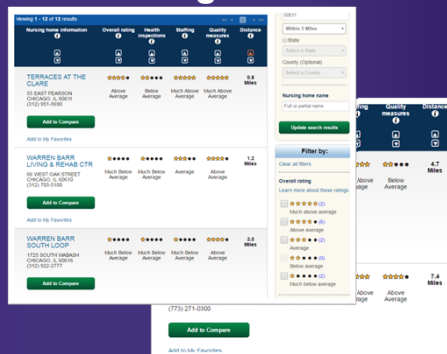 Viewing 1 - 12 of 12 results
Nursing home information
Overall rating
Health inspections
Staffing
Quality measures
Distance
TERRACES AT THE CLARE
55 EAST PEARSON
CHICAGO, IL 60611
Above Average
Below Average
Much Above Average
Much Above Average
0.8 Miles
Add to Compare
Add to My Favorites
WARREN BARR LIVING & REHAB CTR
66 WEST OAK STREET
CHICAGO, IL 60610
(312) 705-5100
Much Below Average
Much Below Average
Average
Above Average
1.2 Miles
Add to Compare
Add to My Favorites
WARREN BARR SOUTH LOOP
1725 SOUTH WABASH
CHICAGO, IL 60616
Much Below Average
Much Below Average
Much Below Average
Above Average
3.0 Miles
Add to Compare
60611
Within 1 Miles
State
Select a State
County (Optional)
Select a County
Nursing home name
Full or partial name
Update search results
Filter by:
Clear all filters
Overall rating
Learn more about these ratings
(2)
Much above average
Above average
(2)
Average
Below average
(2)
Much below average
Quality measures
Distance
Above
Below Average
4.7 Miles
Above
Above Average
7.4 Miles
(773) 271-0300
Add to Compare
Add to My Favorites